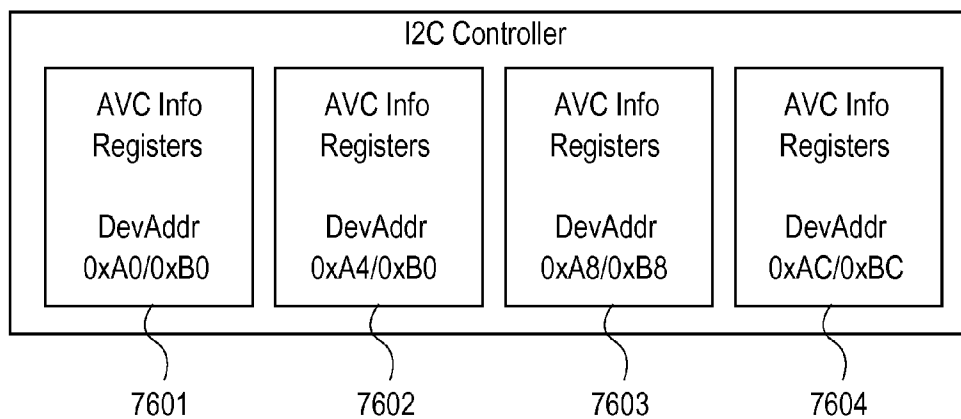 I2C Controller
AVC Info
Registers
DevAddr
0xA0/0xB0
AVC Info
Registers
DevAddr
0xA4/0xB0
AVC Info
Registers
DevAddr
0xA8/0xB8
AVC Info
Registers
DevAddr
0xAC/0xBC
7601
7602
7603
7604